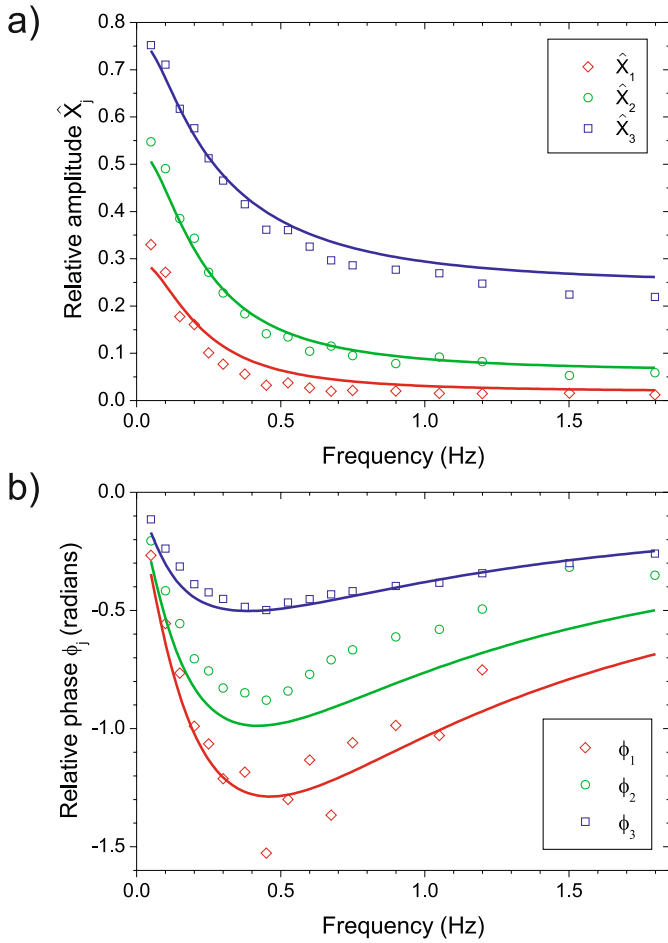 a)
Relative amplitude X̂j
0.8
0.7
0.6
0.5
0.4
0.3
0.2
0.1
0.0
X̂1
X̂2
X̂3
0.0 0.5 1.0 1.5
Frequency (Hz)
b)
Relative phase ϕj (radians)
0.0
-0.5
-1.0
-1.5
ϕ1
ϕ2
ϕ3
0.0 0.5 1.0 1.5
Frequency (Hz)